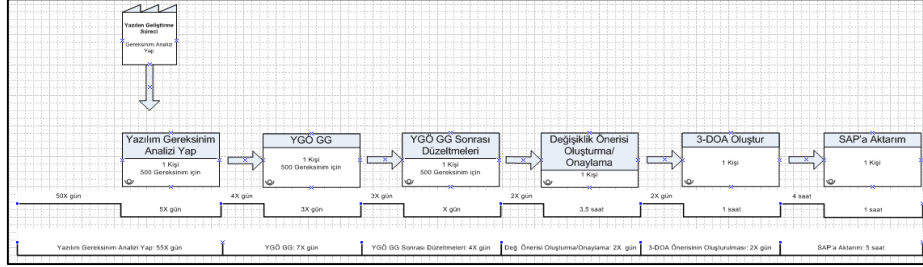 Yazılım Geliştirme
Süreci
Gereksinim Analizi
Yap
Yazılım Gereksinim
Analizi Yap
1 Kişi
500 Gereksinim için
YGÖ GG
1 Kişi
500 Gereksinim için
YGÖ GG Sonrası
Düzeltmeleri
1 Kişi
500 Gereksinim için
Değişiklik Önerisi
Oluşturma/
Onaylama
1 Kişi
3-DOA Oluştur
1 Kişi
SAP'a Aktarım
1 Kişi
50X gün
5X gün
4X gün
3X gün
3X gün
X gün
2X gün
3,5 saat
2X gün
1 saat
4 saat
1 saat
Yazılım Gereksinim Analizi Yap: 55X gün
YGÖ GG: 7X gün
YGÖ GG Sonrası Düzeltmeleri: 4X gün
Değ. Önerisi Oluşturma/Onaylama: 2X gün
3-DOA Önerisinin Oluşturulması: 2X gün
SAP'a Aktarım: 5 saat